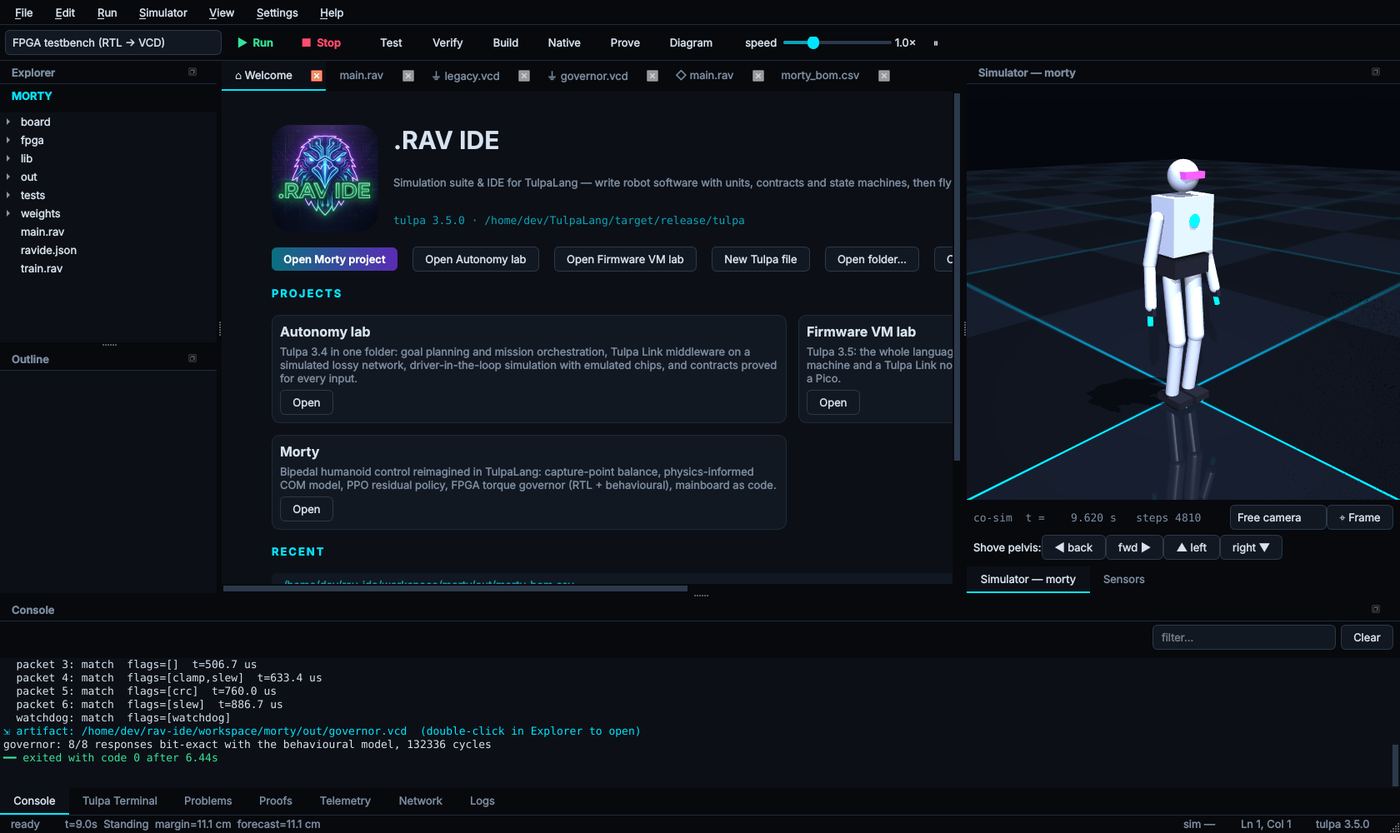 File Edit Run Simulator View Settings Help
FPGA testbench (RTL → VCD) ▶ Run ■ Stop Test Verify Build Native Prove Diagram speed 1.0×
Explorer
MORTY
board
fpga
lib
out
tests
weights
main.rav
ravide.json
train.rav
Outline
⌂ Welcome main.rav legacy.vcd governor.vcd ◇ main.rav morty_bom.csv
.RAV IDE
.RAV IDE
Simulation suite & IDE for TulpaLang — write robot software with units, contracts and state machines, then fly
tulpa 3.5.0 · /home/dev/TulpaLang/target/release/tulpa
Open Morty project Open Autonomy lab Open Firmware VM lab New Tulpa file Open folder...
PROJECTS
Autonomy lab
Tulpa 3.4 in one folder: goal planning and mission orchestration, Tulpa Link middleware on a
simulated lossy network, driver-in-the-loop simulation with emulated chips, and contracts proved
for every input.
Open
Firmware VM lab
Tulpa 3.5: the whole languag
machine and a Tulpa Link no
a Pico.
Open
Morty
Bipedal humanoid control reimagined in TulpaLang: capture-point balance, physics-informed
COM model, PPO residual policy, FPGA torque governor (RTL + behavioural), mainboard as code.
Open
RECENT
/home/dev/rav-ide/workspace/morty/out/morty_bom.csv
Simulator — morty
co-sim t = 9.620 s steps 4810 Free camera ⌖ Frame
Shove pelvis: ◀ back fwd ▶ ▲ left right ▼
Simulator — morty Sensors
Console
filter... Clear
packet 3: match flags=[] t=506.7 us
packet 4: match flags=[clamp,slew] t=633.4 us
packet 5: match flags=[crc] t=760.0 us
packet 6: match flags=[slew] t=886.7 us
watchdog: match flags=[watchdog]
⇲ artifact: /home/dev/rav-ide/workspace/morty/out/governor.vcd (double-click in Explorer to open)
governor: 8/8 responses bit-exact with the behavioural model, 132336 cycles
━━ exited with code 0 after 6.44s
Console Tulpa Terminal Problems Proofs Telemetry Network Logs
ready t=9.0s Standing margin=11.1 cm forecast=11.1 cm sim — Ln 1, Col 1 tulpa 3.5.0